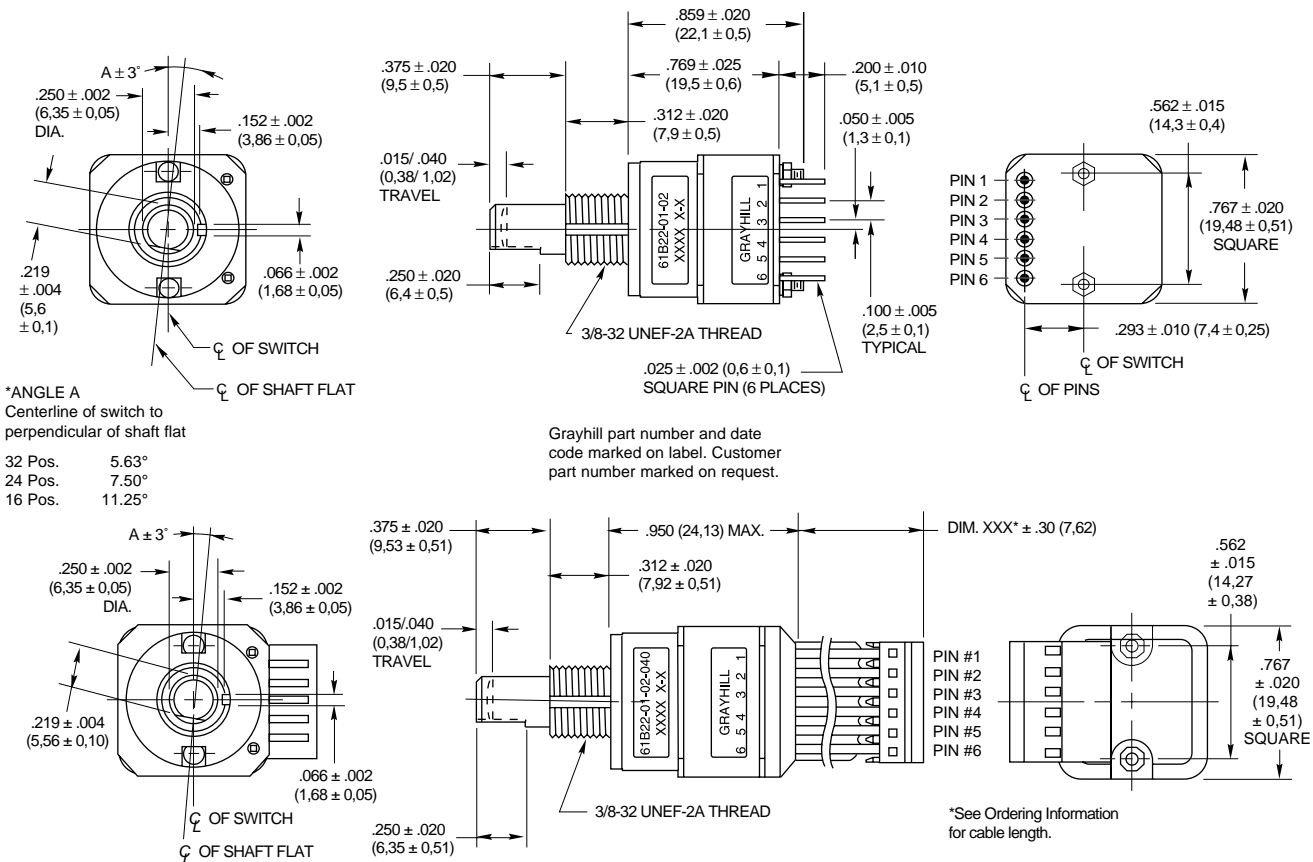 A ± 3°
.250 ± .002
(6,35 ± 0,05)
DIA.
.152 ± .002
(3,86 ± 0,05)
.219
± .004
(5,6
± 0,1)
.066 ± .002
(1,68 ± 0,05)
℄ OF SWITCH
℄ OF SHAFT FLAT
*ANGLE A
Centerline of switch to
perpendicular of shaft flat
32 Pos. 5.63°
24 Pos. 7.50°
16 Pos. 11.25°
.859 ± .020
(22,1 ± 0,5)
.375 ± .020
(9,5 ± 0,5)
.769 ± .025
(19,5 ± 0,6)
.200 ± .010
(5,1 ± 0,5)
.312 ± .020
(7,9 ± 0,5)
.050 ± .005
(1,3 ± 0,1)
.015/ .040
(0,38/ 1,02)
TRAVEL
61B22-01-02
XXXX X-X
GRAYHILL
6 5 4 3 2 1
.250 ± .020
(6,4 ± 0,5)
3/8-32 UNEF-2A THREAD
.100 ± .005
(2,5 ± 0,1)
TYPICAL
.025 ± .002 (0,6 ± 0,1)
SQUARE PIN (6 PLACES)
.562 ± .015
(14,3 ± 0,4)
PIN 1
PIN 2
PIN 3
PIN 4
PIN 5
PIN 6
.767 ± .020
(19,48 ± 0,51)
SQUARE
.293 ± .010 (7,4 ± 0,25)
℄ OF SWITCH
℄ OF PINS
Grayhill part number and date
code marked on label. Customer
part number marked on request.
A ± 3°
.250 ± .002
(6,35 ± 0,05)
DIA.
.152 ± .002
(3,86 ± 0,05)
.219 ± .004
(5,56 ± 0,10)
.066 ± .002
(1,68 ± 0,05)
℄ OF SWITCH
℄ OF SHAFT FLAT
.375 ± .020
(9,53 ± 0,51)
.950 (24,13) MAX.
DIM. XXX* ± .30 (7,62)
.312 ± .020
(7,92 ± 0,51)
.015/.040
(0,38/1,02)
TRAVEL
61B22-01-02-040
XXXX X-X
GRAYHILL
6 5 4 3 2 1
PIN #1
PIN #2
PIN #3
PIN #4
PIN #5
PIN #6
3/8-32 UNEF-2A THREAD
.250 ± .020
(6,35 ± 0,51)
.562
± .015
(14,27
± 0,38)
.767
± .020
(19,48
± 0,51)
SQUARE
*See Ordering Information
for cable length.